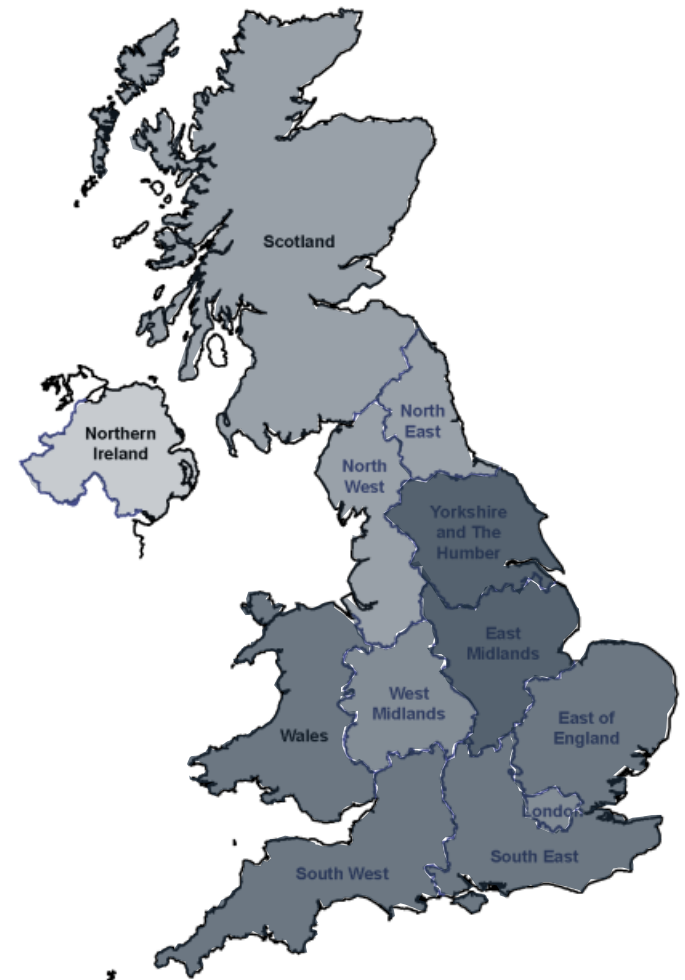 Scotland
North
East
Northern
Ireland
North
West
Yorkshire
and The
Humber
East
Midlands
West
Midlands
East of
England
Wales
London
South East
South West